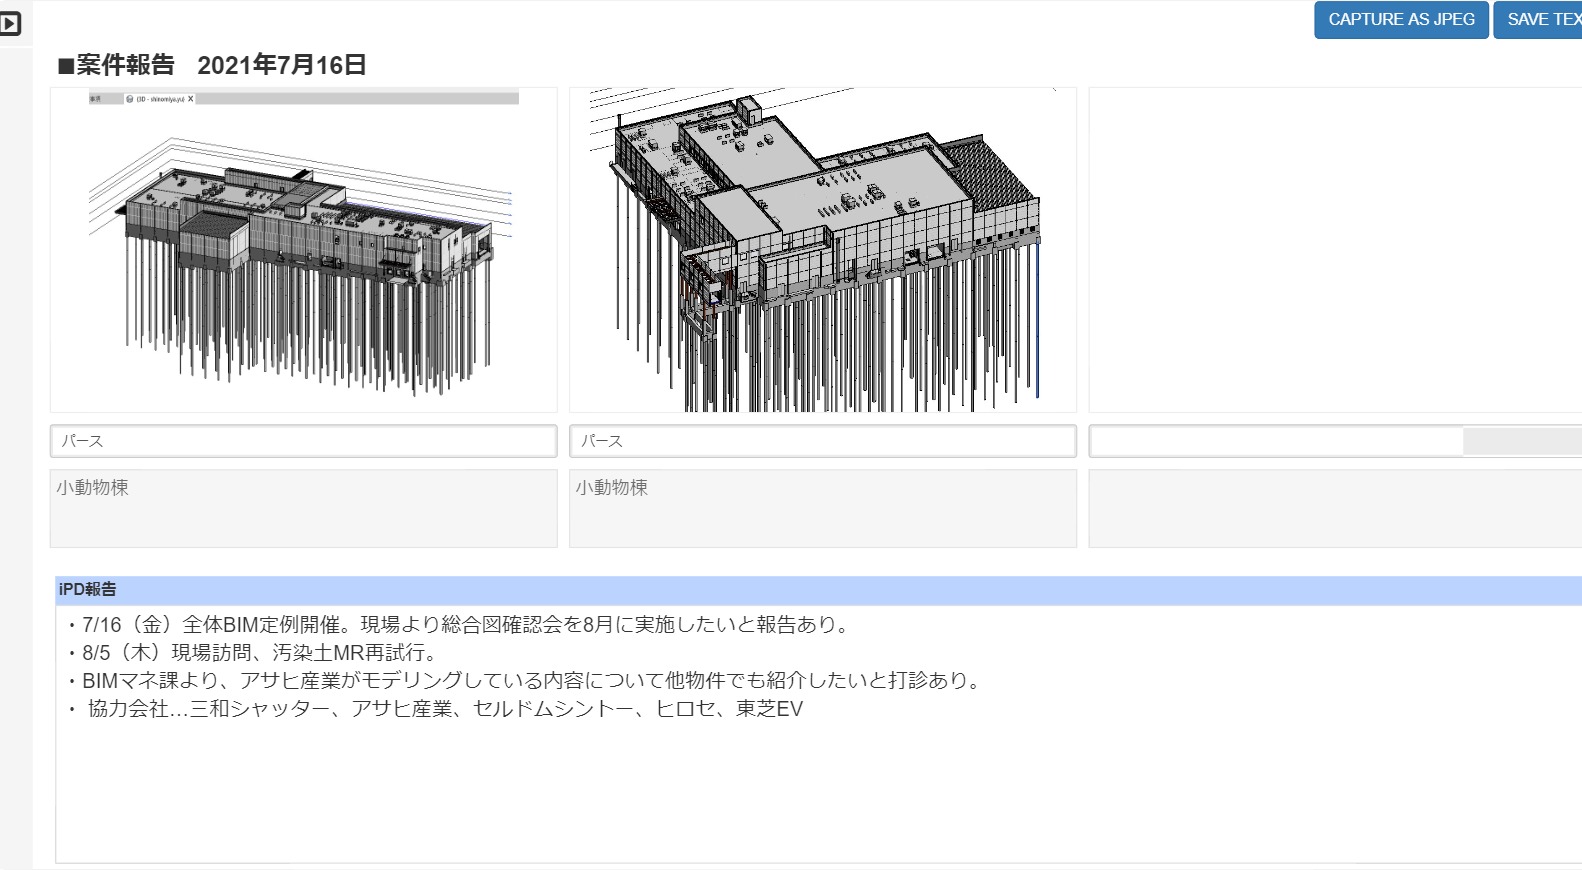 CAPTURE AS JPEG
SAVE TEX
■案件報告 2021年7月16日
(3D - shinomiya.yu) X
パース
パース
小動物棟
小動物棟
iPD報告
・7/16（金）全体BIM定例開催。現場より総合図確認会を8月に実施したいと報告あり。
・8/5（木）現場訪問、汚染土MR再試行。
・BIMマネ課より、アサヒ産業がモデリングしている内容について他物件でも紹介したいと打診あり。
・ 協力会社…三和シャッター、アサヒ産業、セルドムシントー、ヒロセ、東芝EV